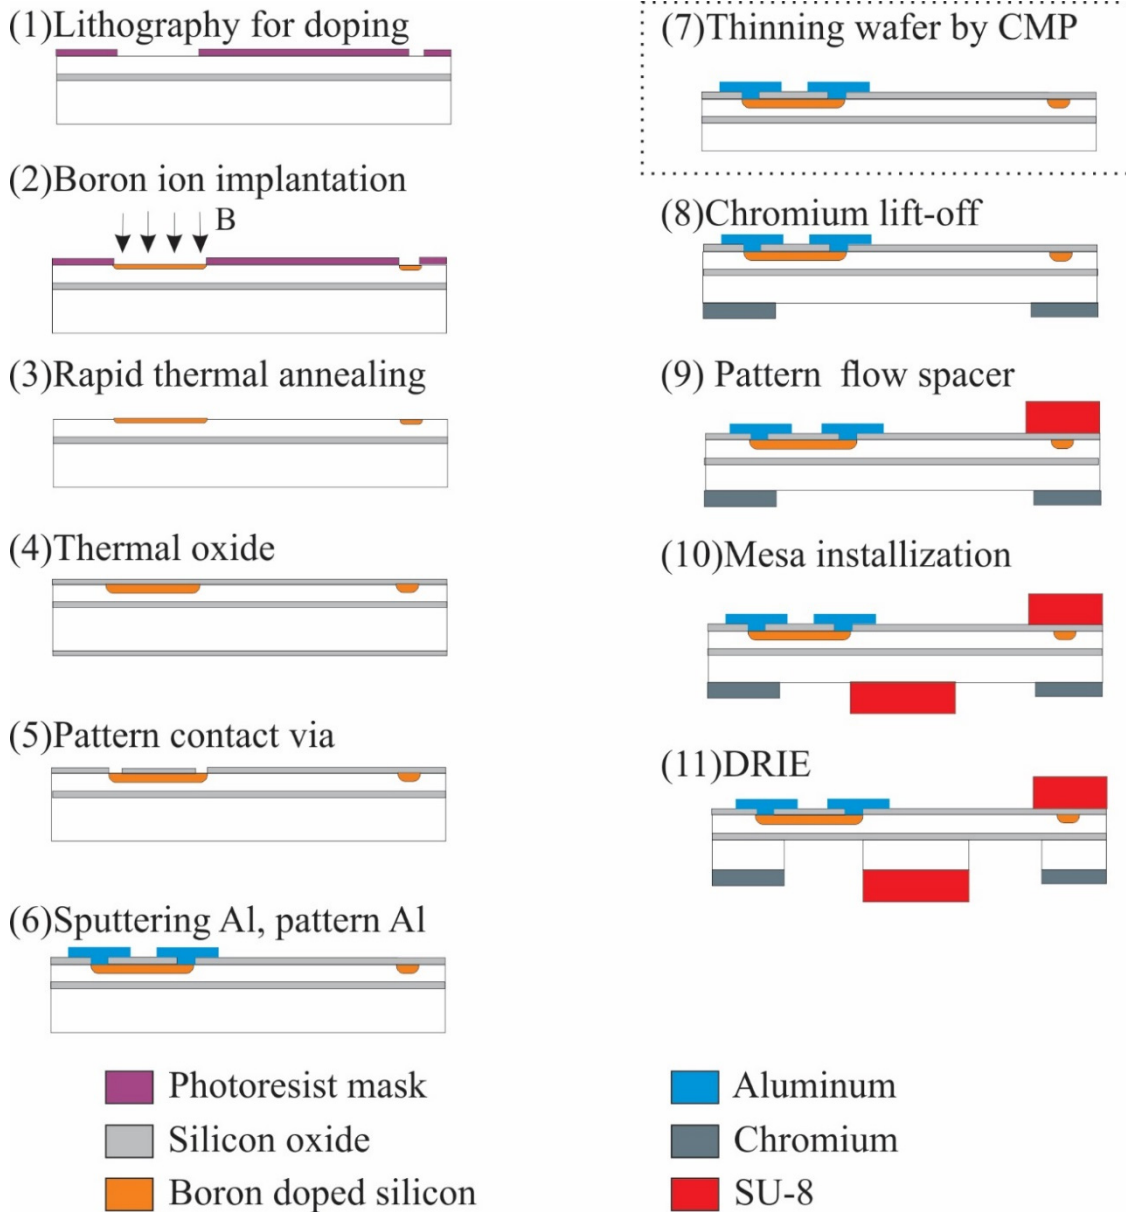 (1)Lithography for doping
(2)Boron ion implantation
B
(3)Rapid thermal annealing
(4)Thermal oxide
(5)Pattern contact via
(6)Sputtering Al, pattern Al
(7)Thinning wafer by CMP
(8)Chromium lift-off
(9) Pattern flow spacer
(10)Mesa installization
(11)DRIE
Photoresist mask
Silicon oxide
Boron doped silicon
Aluminum
Chromium
SU-8